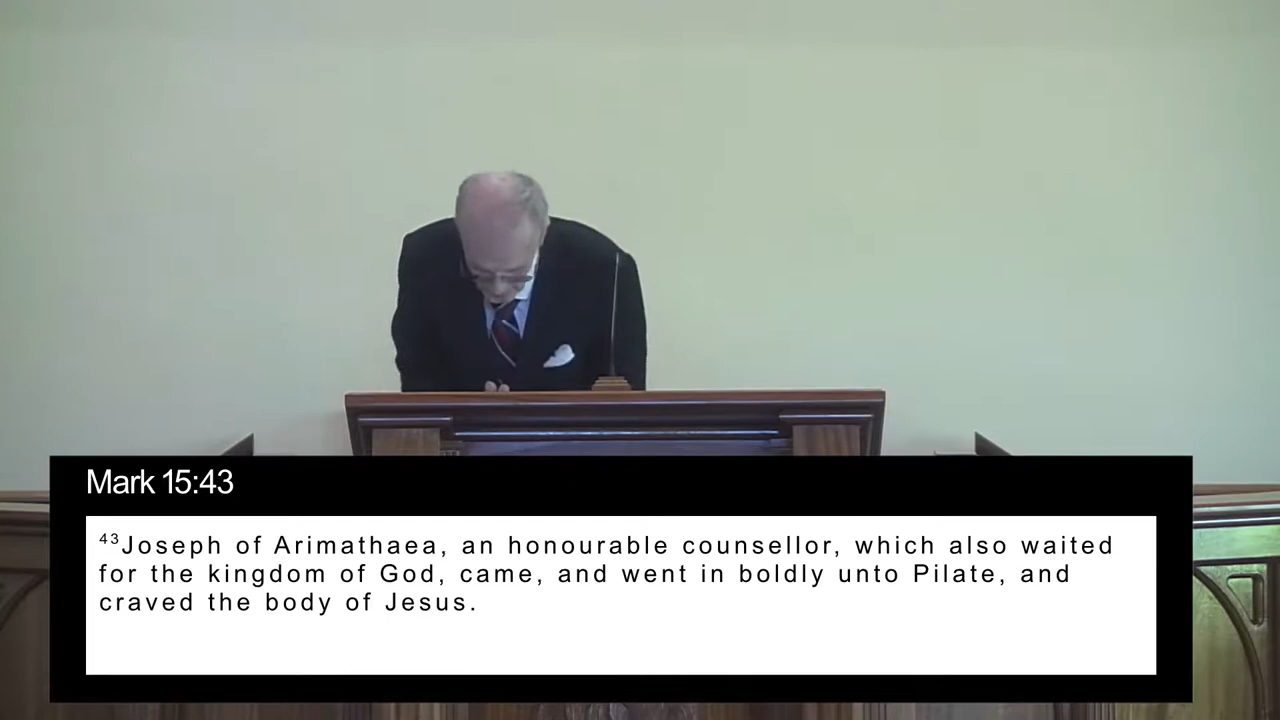 Mark 15:43
43Joseph of Arimathaea, an honourable counsellor, which also waited
for the kingdom of God, came, and went in boldly unto Pilate, and
craved the body of Jesus.